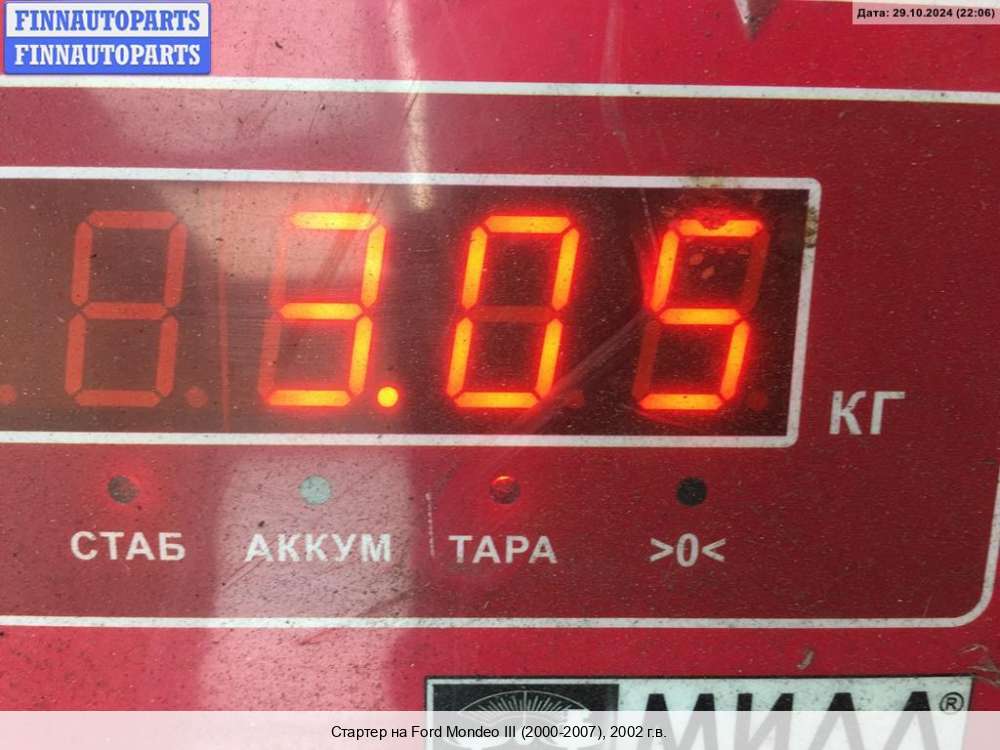 FINNAUTOPARTS
FINNAUTOPARTS
Дата: 29.10.2024 (22:06)
3.05
КГ
СТАБ АККУМ ТАРА >0<
МИДЛ®
Стартер на Ford Mondeo III (2000-2007), 2002 г.в.